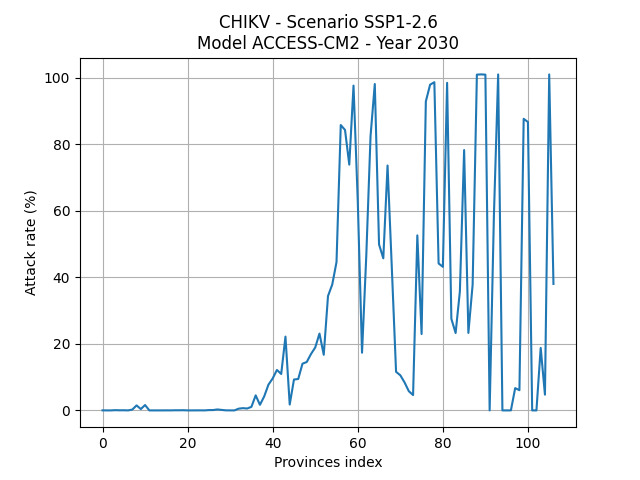 CHIKV - Scenario SSP1-2.6
Model ACCESS-CM2 - Year 2030
Attack rate (%)
100
80
60
40
20
0
0 20 40 60 80 100
Provinces index